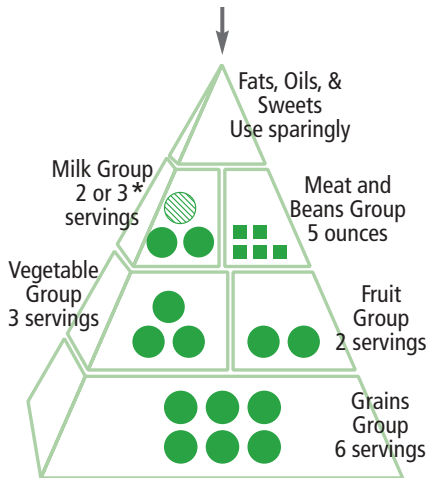 Fats, Oils, &
Sweets
Use sparingly
Milk Group
2 or 3*
servings
Meat and
Beans Group
5 ounces
Vegetable
Group
3 servings
Fruit
Group
2 servings
Grains
Group
6 servings